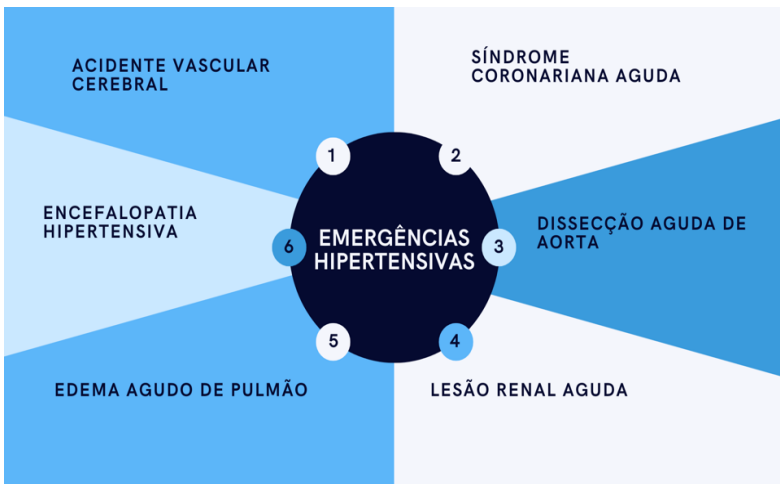 ACIDENTE VASCULAR
CEREBRAL
1
SÍNDROME
CORONARIANA AGUDA
2
DISSECÇÃO AGUDA DE
AORTA
3
LESÃO RENAL AGUDA
4
EDEMA AGUDO DE PULMÃO
5
ENCEFALOPATIA
HIPERTENSIVA
6
EMERGÊNCIAS
HIPERTENSIVAS